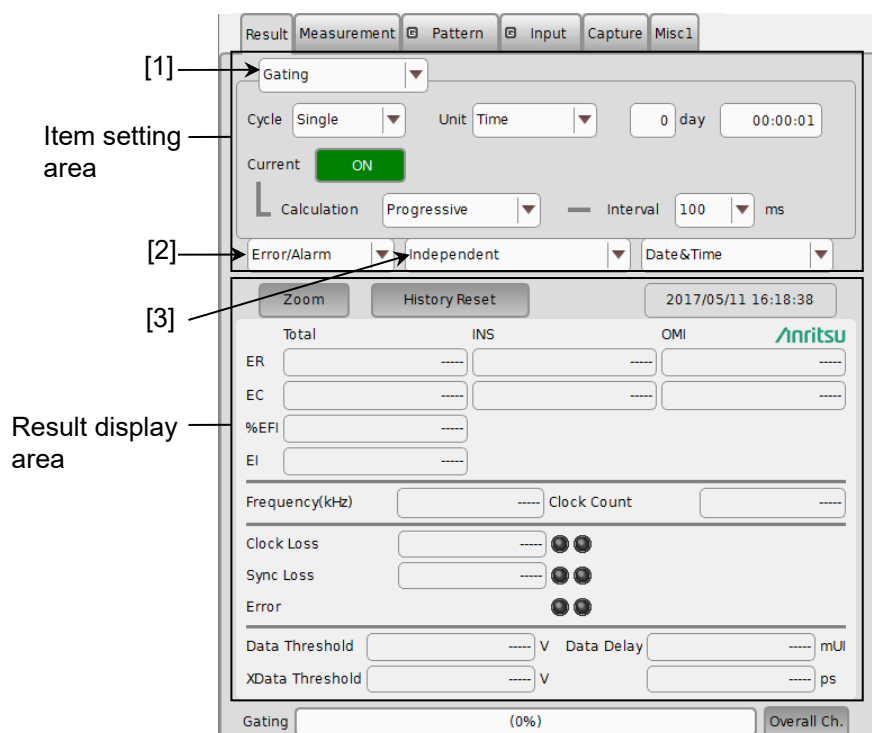 Result Measurement G Pattern G Input Capture Misc1
[1]
Gating
Cycle Single Unit Time 0 day 00:00:01
Item setting
area
Current ON
Calculation Progressive Interval 100 ms
[2]
Error/Alarm Independent Date&Time
[3]
Zoom History Reset 2017/05/11 16:18:38
Total INS OMI Anritsu
ER ----- ----- -----
EC ----- ----- -----
Result display
area
%EFI -----
EI -----
Frequency(kHz) ----- Clock Count -----
Clock Loss -----
Sync Loss -----
Error
Data Threshold ----- V Data Delay ----- mUI
XData Threshold ----- V ----- ps
Gating (0%) Overall Ch.